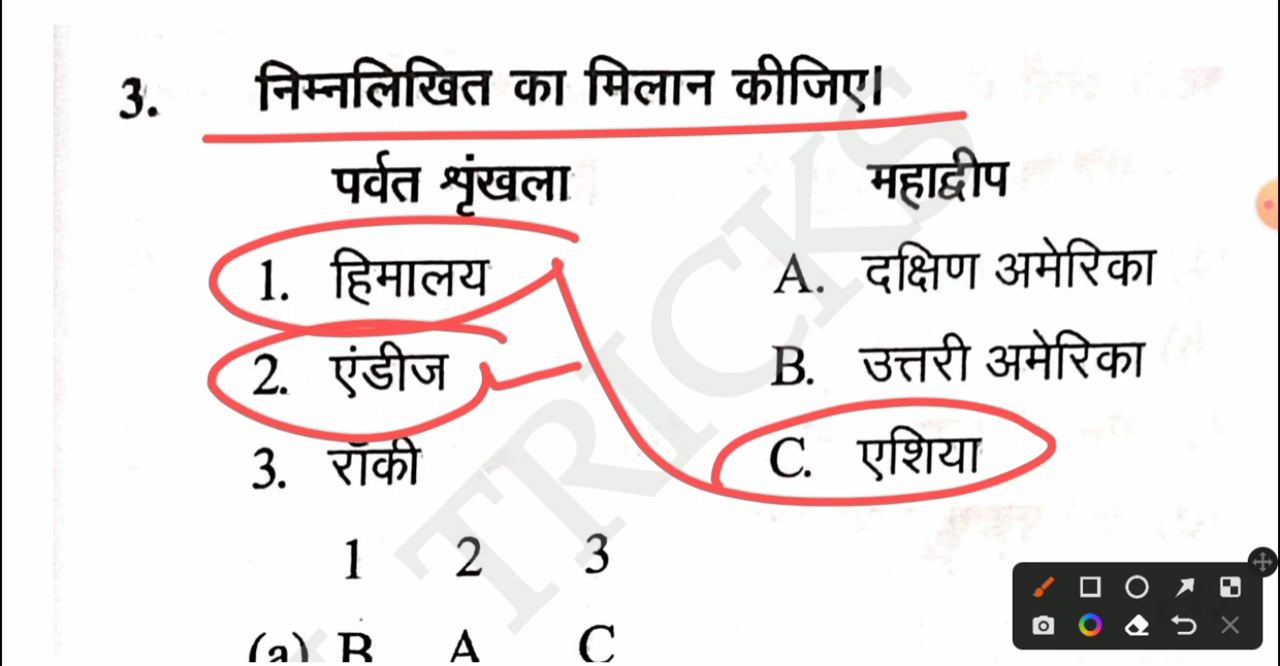 3. निम्नलिखित का मिलान कीजिए।
पर्वत शृंखला महाद्वीप
1. हिमालय A. दक्षिण अमेरिका
2. एंडीज B. उत्तरी अमेरिका
3. रॉकी C. एशिया
1 2 3
(a) B A C
TRICKS